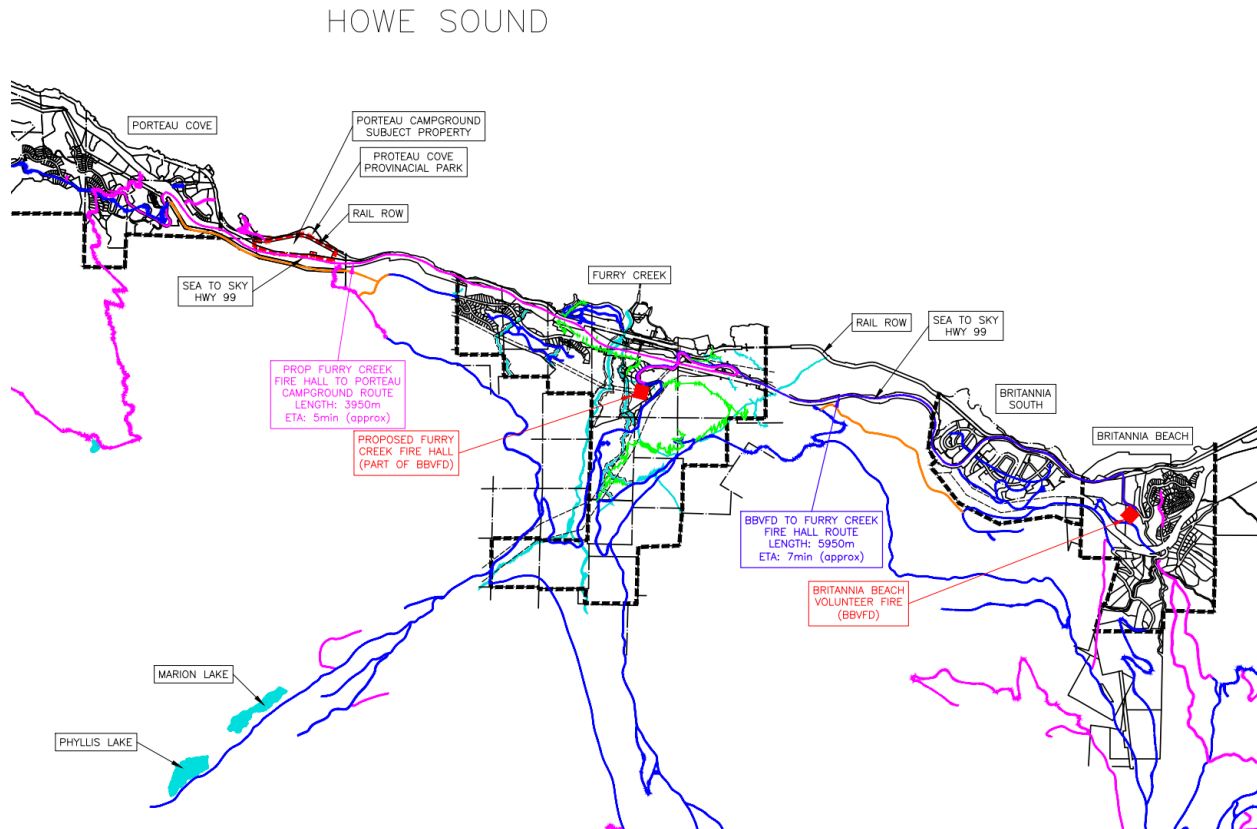 HOWE SOUND
PORTEAU COVE
PORTEAU CAMPGROUND
SUBJECT PROPERTY
PROTEAU COVE
PROVINACIAL PARK
RAIL ROW
SEA TO SKY
HWY 99
FURRY CREEK
RAIL ROW
SEA TO SKY
HWY 99
BRITANNIA
SOUTH
BRITANNIA BEACH
PROP FURRY CREEK
FIRE HALL TO PORTEAU
CAMPGROUND ROUTE
LENGTH: 3950m
ETA: 5min (approx)
PROPOSED FURRY
CREEK FIRE HALL
(PART OF BBVFD)
BBVFD TO FURRY CREEK
FIRE HALL ROUTE
LENGTH: 5950m
ETA: 7min (approx)
BRITANNIA BEACH
VOLUNTEER FIRE
(BBVFD)
MARION LAKE
PHYLLIS LAKE